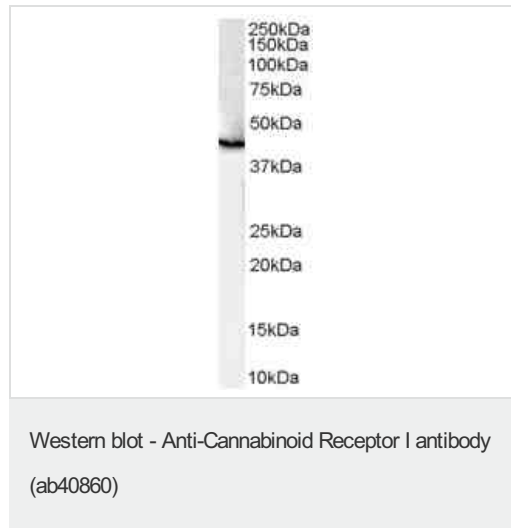 250kDa
150kDa
100kDa
75kDa
50kDa
37kDa
25kDa
20kDa
15kDa
10kDa
Western blot - Anti-Cannabinoid Receptor I antibody
(ab40860)